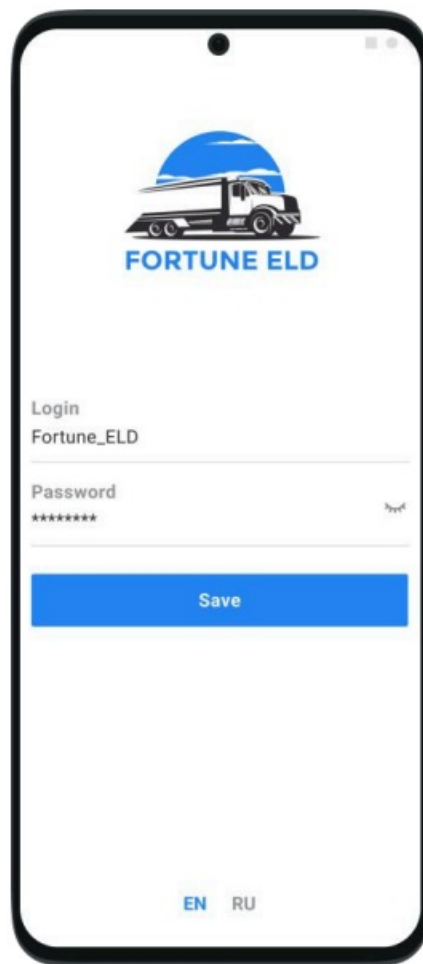 FORTUNE ELD
Login
Fortune_ELD
Password
********
Save
EN RU